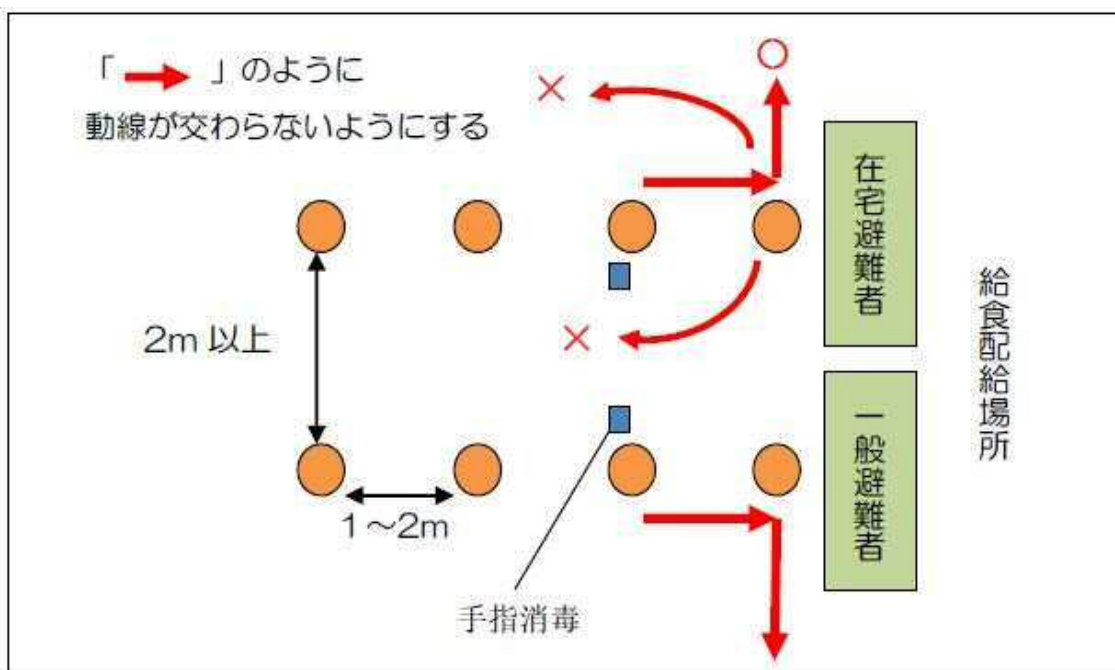 「 → 」のように
動線が交わらないようにする
○
×
在宅避難者
給食配給場所
×
2m 以上
一般避難者
1～2m
手指消毒